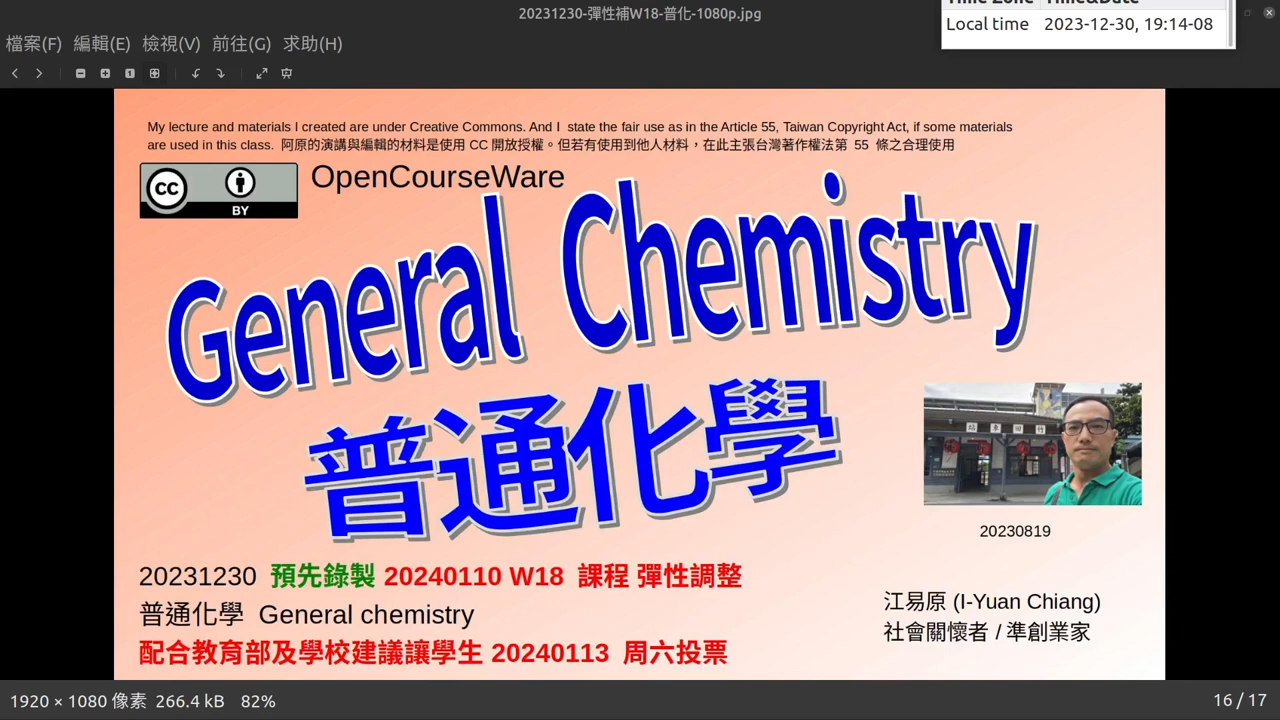 20231230-彈性補W18-普化-1080p.jpg
Time Zone Time&Date
Local time 2023-12-30, 19:14-08
檔案(F) 編輯(E) 檢視(V) 前往(G) 求助(H)
My lecture and materials I created are under Creative Commons. And I state the fair use as in the Article 55, Taiwan Copyright Act, if some materials
are used in this class. 阿原的演講與編輯的材料是使用 CC 開放授權。但若有使用到他人材料，在此主張台灣著作權法第 55 條之合理使用
cc BY
OpenCourseWare
General Chemistry
普通化學
站東田竹
20230819
20231230 預先錄製 20240110 W18 課程 彈性調整
普通化學 General chemistry
配合教育部及學校建議讓學生 20240113 周六投票
江易原 (I-Yuan Chiang)
社會關懷者 / 準創業家
1920 × 1080 像素 266.4 kB 82%
16 / 17